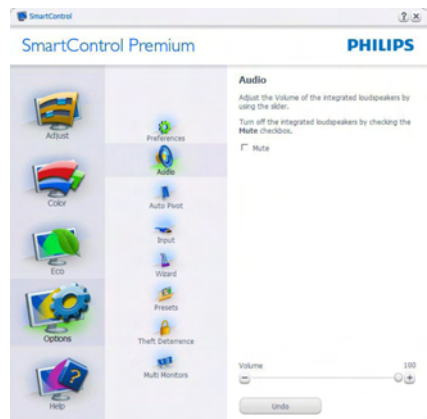 SmartControl
SmartControl Premium
PHILIPS
Adjust
Color
Eco
Options
Help
Preferences
Audio
Auto Pivot
Input
Wizard
Presets
Theft Deterrence
Multi Monitors
Audio
Adjust the Volume of the integrated loudspeakers by
using the slider.
Turn off the integrated loudspeakers by checking the
Mute checkbox.
Mute
Volume 100
Undo